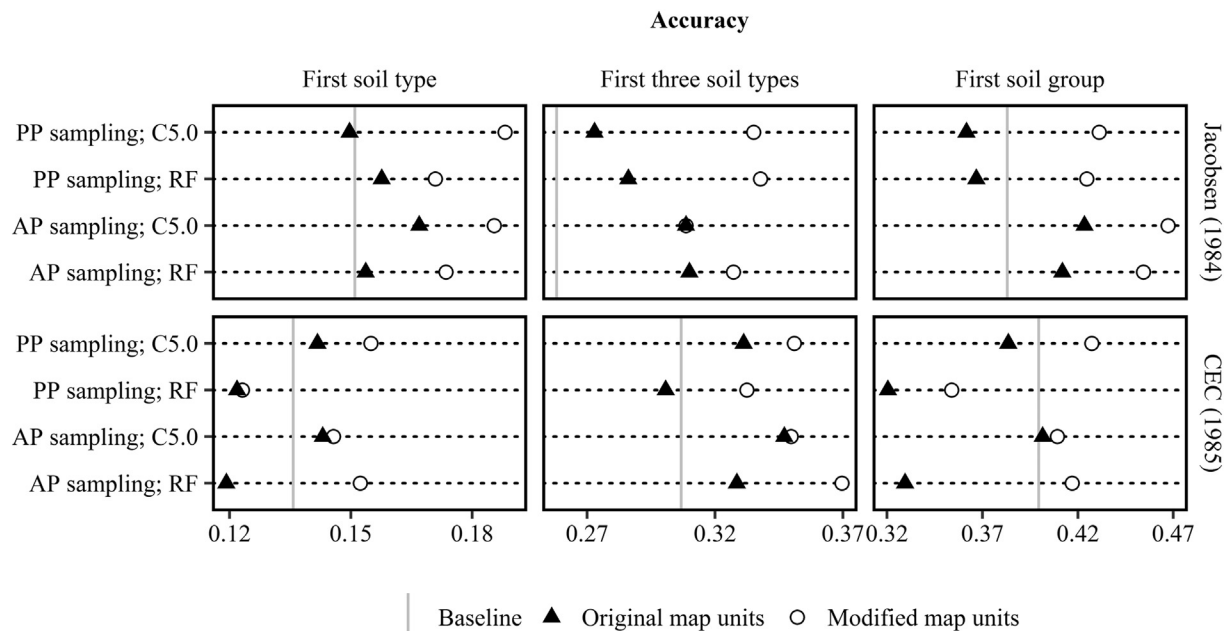 Accuracy
First soil type
First three soil types
First soil group
PP sampling; C5.0
PP sampling; RF
AP sampling; C5.0
AP sampling; RF
Jacobsen (1984)
PP sampling; C5.0
PP sampling; RF
AP sampling; C5.0
AP sampling; RF
CEC (1985)
0.12 0.15 0.18
0.27 0.32 0.37
0.32 0.37 0.42 0.47
Baseline
Original map units
Modified map units